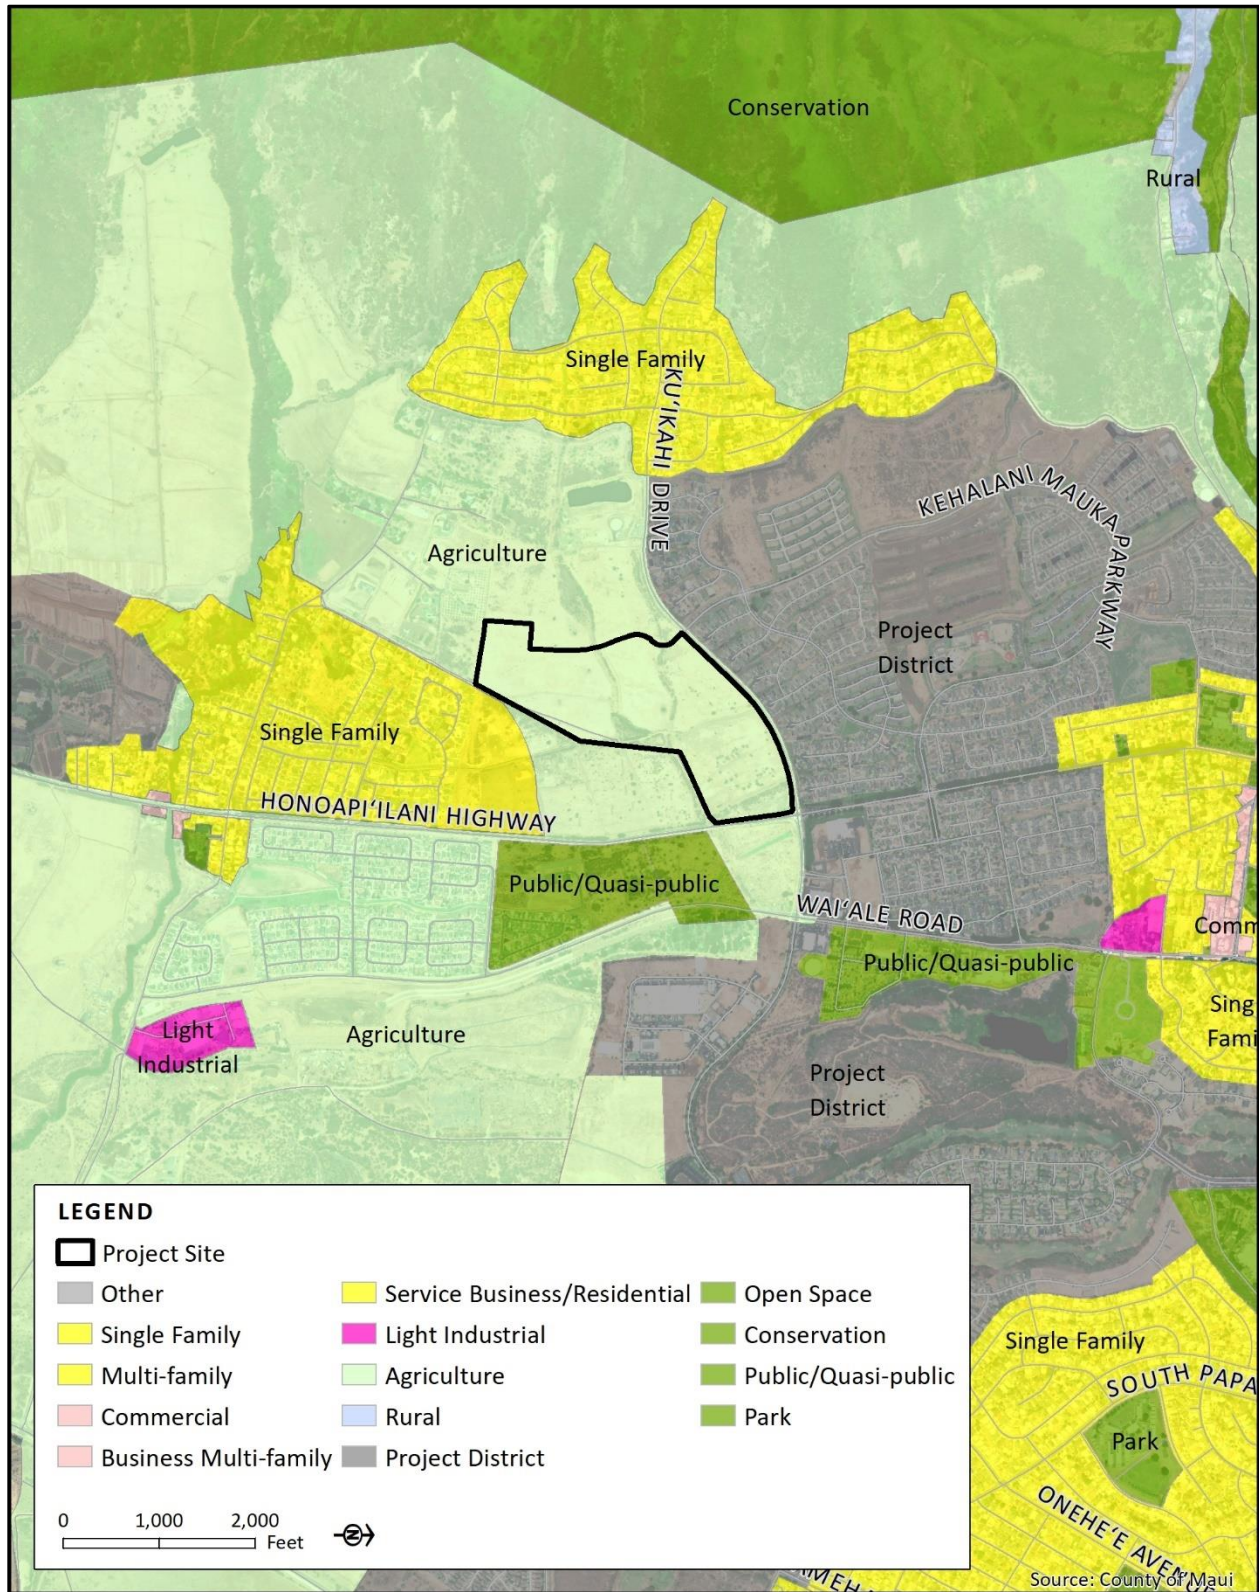 Conservation
Rural
Single Family
KU‘IKAHI DRIVE
KEHALANI MAUKA PARKWAY
Agriculture
Project
District
Single Family
HONOAPI‘ILANI HIGHWAY
Public/Quasi-public
WAI‘ALE ROAD
Comm
Public/Quasi-public
Sing
Fami
Light
Industrial
Agriculture
Project
District
LEGEND
Project Site
Other
Single Family
Multi-family
Commercial
Business Multi-family
Service Business/Residential
Light Industrial
Agriculture
Rural
Project District
Open Space
Conservation
Public/Quasi-public
Park
0 1,000 2,000
Feet
N
Single Family
SOUTH PAPA
Park
ONEHE‘E AVENU
AMEHA
Source: County of Maui